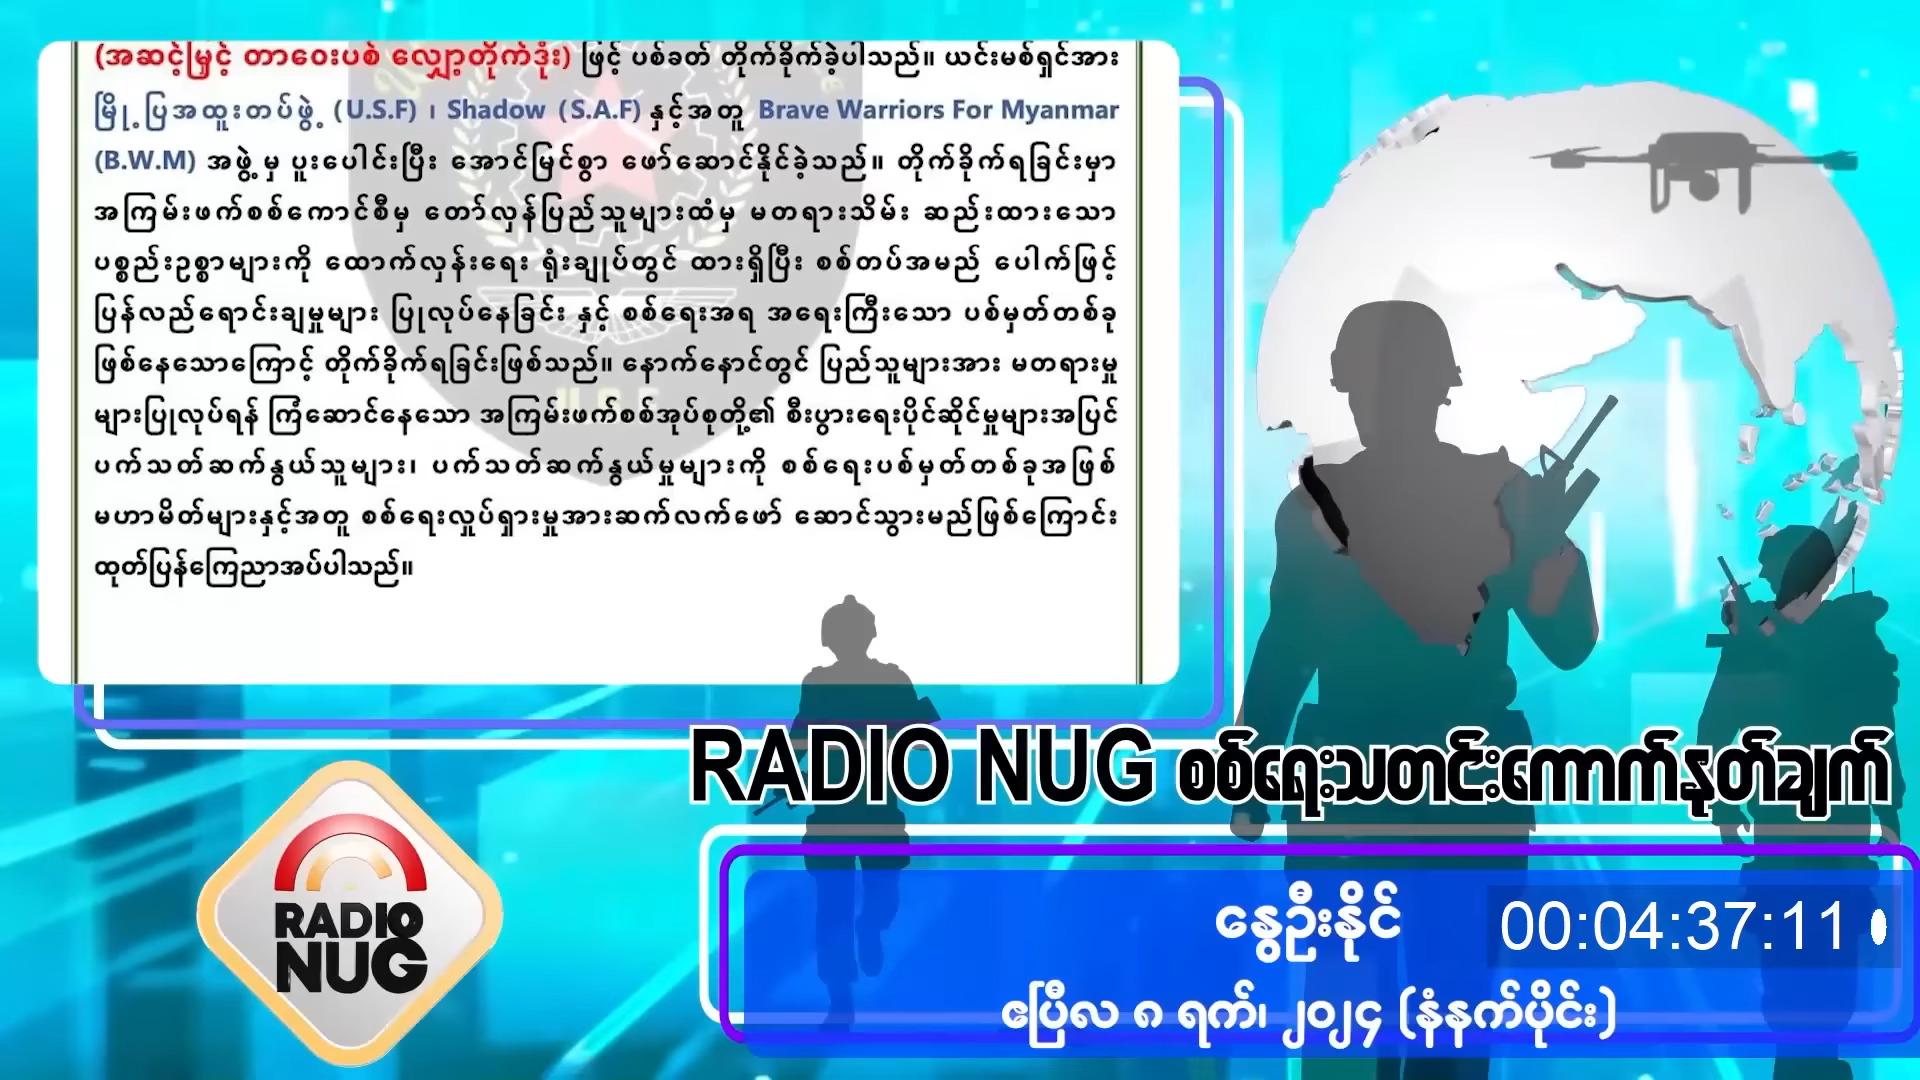 (အဆင့်မြှင့် တာဝေးပစ် လျှော့တိုက်ဒုံး) ဖြင့် ပစ်ခတ် တိုက်ခိုက်ခဲ့ပါသည်။ ယင်းမစ်ရှင်အား
မြို့ပြအထူးတပ်ဖွဲ့ (U.S.F) ၊ Shadow (S.A.F) နှင့်အတူ Brave Warriors For Myanmar
(B.W.M) အဖွဲ့မှ ပူးပေါင်းပြီး အောင်မြင်စွာ ဖော်ဆောင်နိုင်ခဲ့သည်။ တိုက်ခိုက်ရခြင်းမှာ
အကြမ်းဖက်စစ်ကောင်စီမှ တော်လှန်ပြည်သူများထံမှ မတရားသိမ်း ဆည်းထားသော
ပစ္စည်းဥစ္စာများကို ထောက်လှန်းရေး ရုံးချုပ်တွင် ထားရှိပြီး စစ်တပ်အမည် ပေါက်ဖြင့်
ပြန်လည်ရောင်းချမှုများ ပြုလုပ်နေခြင်း နှင့် စစ်ရေးအရ အရေးကြီးသော ပစ်မှတ်တစ်ခု
ဖြစ်နေသောကြောင့် တိုက်ခိုက်ရခြင်းဖြစ်သည်။ နောက်နောင်တွင် ပြည်သူများအား မတရားမှု
များပြုလုပ်ရန် ကြံဆောင်နေသော အကြမ်းဖက်စစ်အုပ်စုတို့၏ စီးပွားရေးပိုင်ဆိုင်မှုများအပြင်
ပက်သတ်ဆက်နွယ်သူများ၊ ပက်သတ်ဆက်နွယ်မှုများကို စစ်ရေးပစ်မှတ်တစ်ခုအဖြစ်
မဟာမိတ်များနှင့်အတူ စစ်ရေးလှုပ်ရှားမှုအားဆက်လက်ဖော် ဆောင်သွားမည်ဖြစ်ကြောင်း
ထုတ်ပြန်ကြေညာအပ်ပါသည်။
RADIO NUG စစ်ရေးသတင်းကောက်နုတ်ချက်
RADIO
NUG
နွေဦးနိုင်
00:04:37:11
ဧပြီလ ၈ ရက်၊ ၂၀၂၄ (နံနက်ပိုင်း)